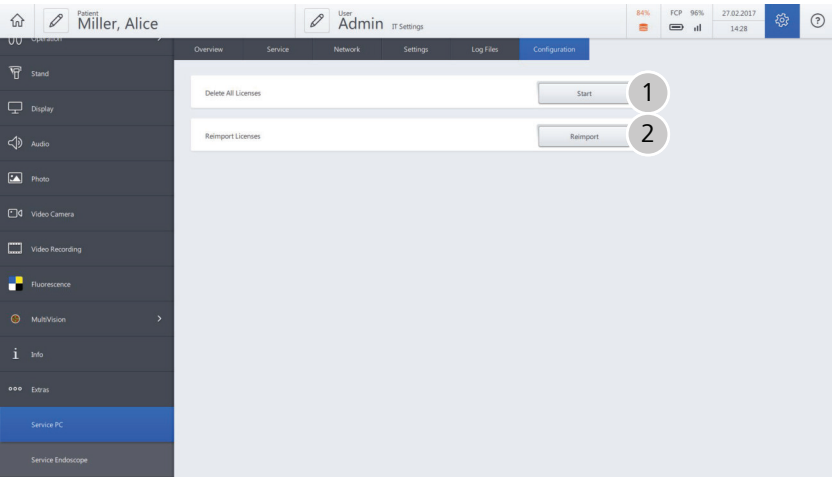 Patient
Miller, Alice
User
Admin IT Settings
84%
FCP 96%
27.02.2017
14:28
Operation
Overview Service Network Settings Log Files Configuration
Stand
Delete All Licenses Start 1
Display
Reimport Licenses Reimport 2
Audio
Photo
Video Camera
Video Recording
Fluorescence
MultiVision
Info
Extras
Service PC
Service Endoscope